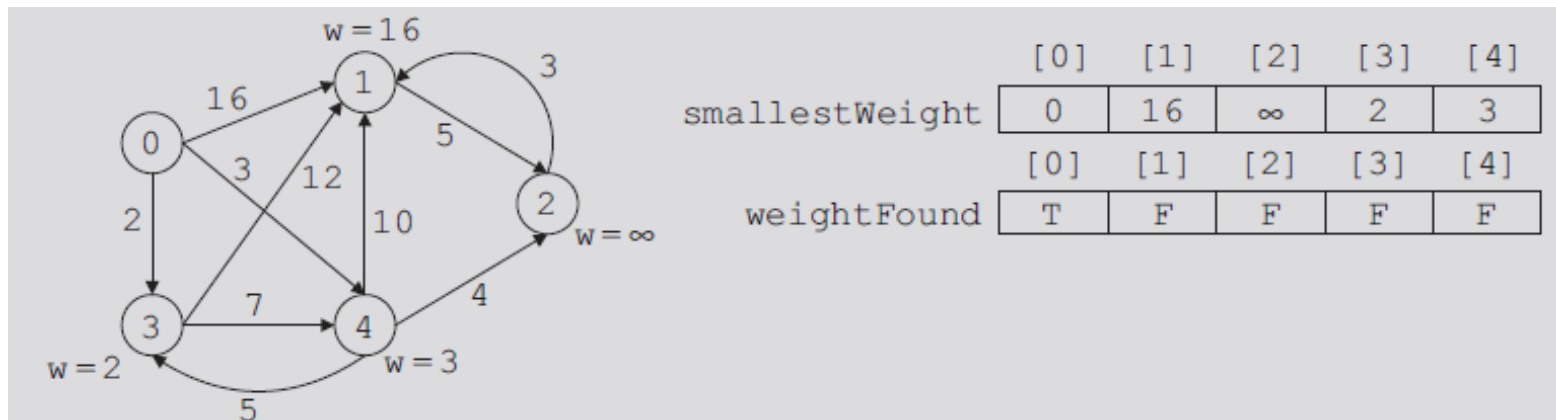 w=16
1
3
16
5
0
3
12
2
2
10
w=∞
4
3
7
4
w=2
w=3
5
[0] [1] [2] [3] [4]
smallestWeight 0 16 ∞ 2 3
[0] [1] [2] [3] [4]
weightFound T F F F F